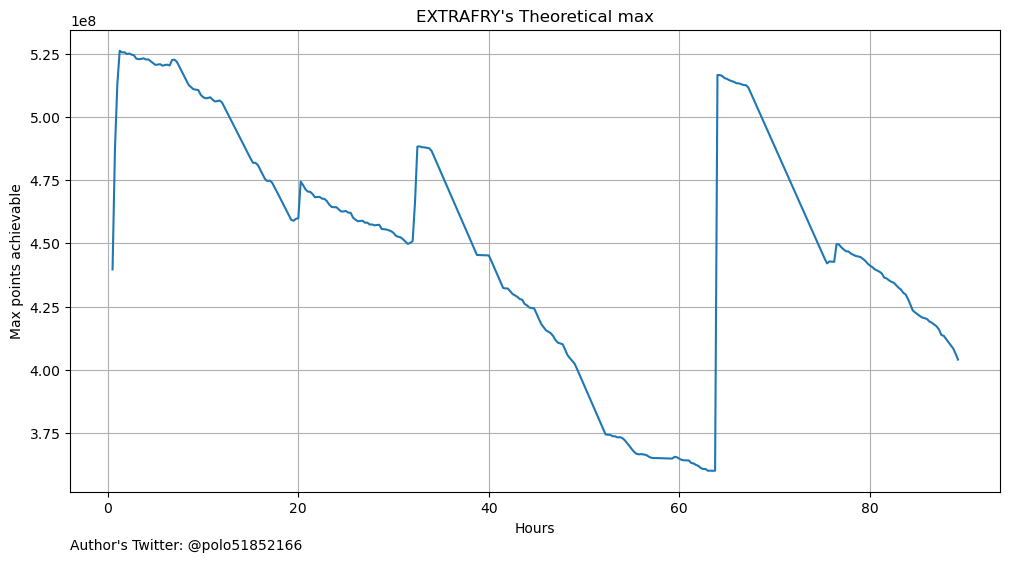 EXTRAFRY's Theoretical max
1e8
5.25
5.00
4.75
4.50
4.25
4.00
3.75
Max points achievable
0 20 40 60 80
Hours
Author's Twitter: @polo51852166